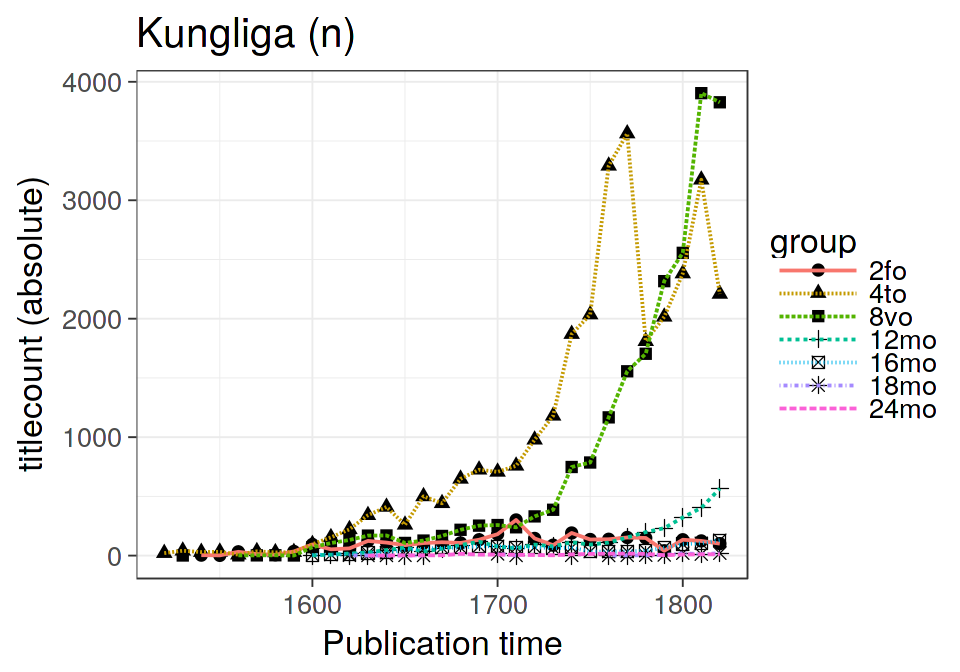 Kungliga (n)
titlecount (absolute)
4000
3000
2000
1000
0
1600
1700
1800
Publication time
group
2fo
4to
8vo
12mo
16mo
18mo
24mo